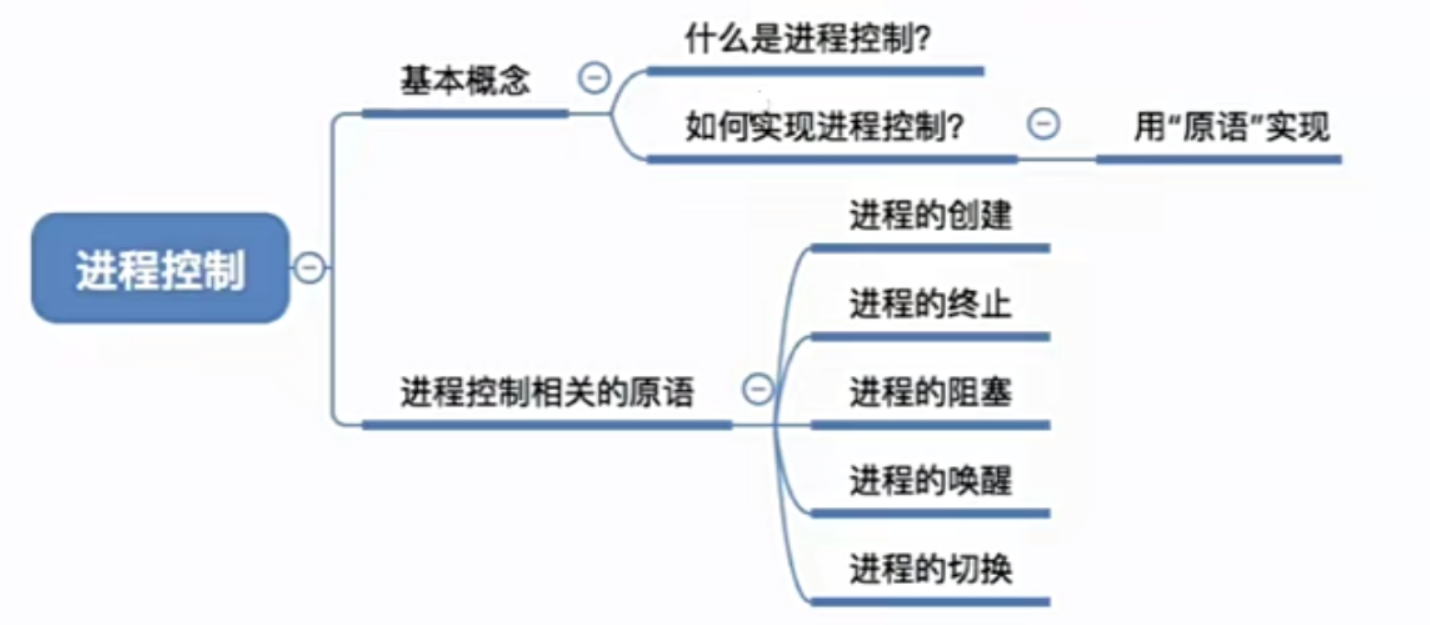 进程控制
基本概念
什么是进程控制?
如何实现进程控制?
用“原语”实现
进程控制相关的原语
进程的创建
进程的终止
进程的阻塞
进程的唤醒
进程的切换